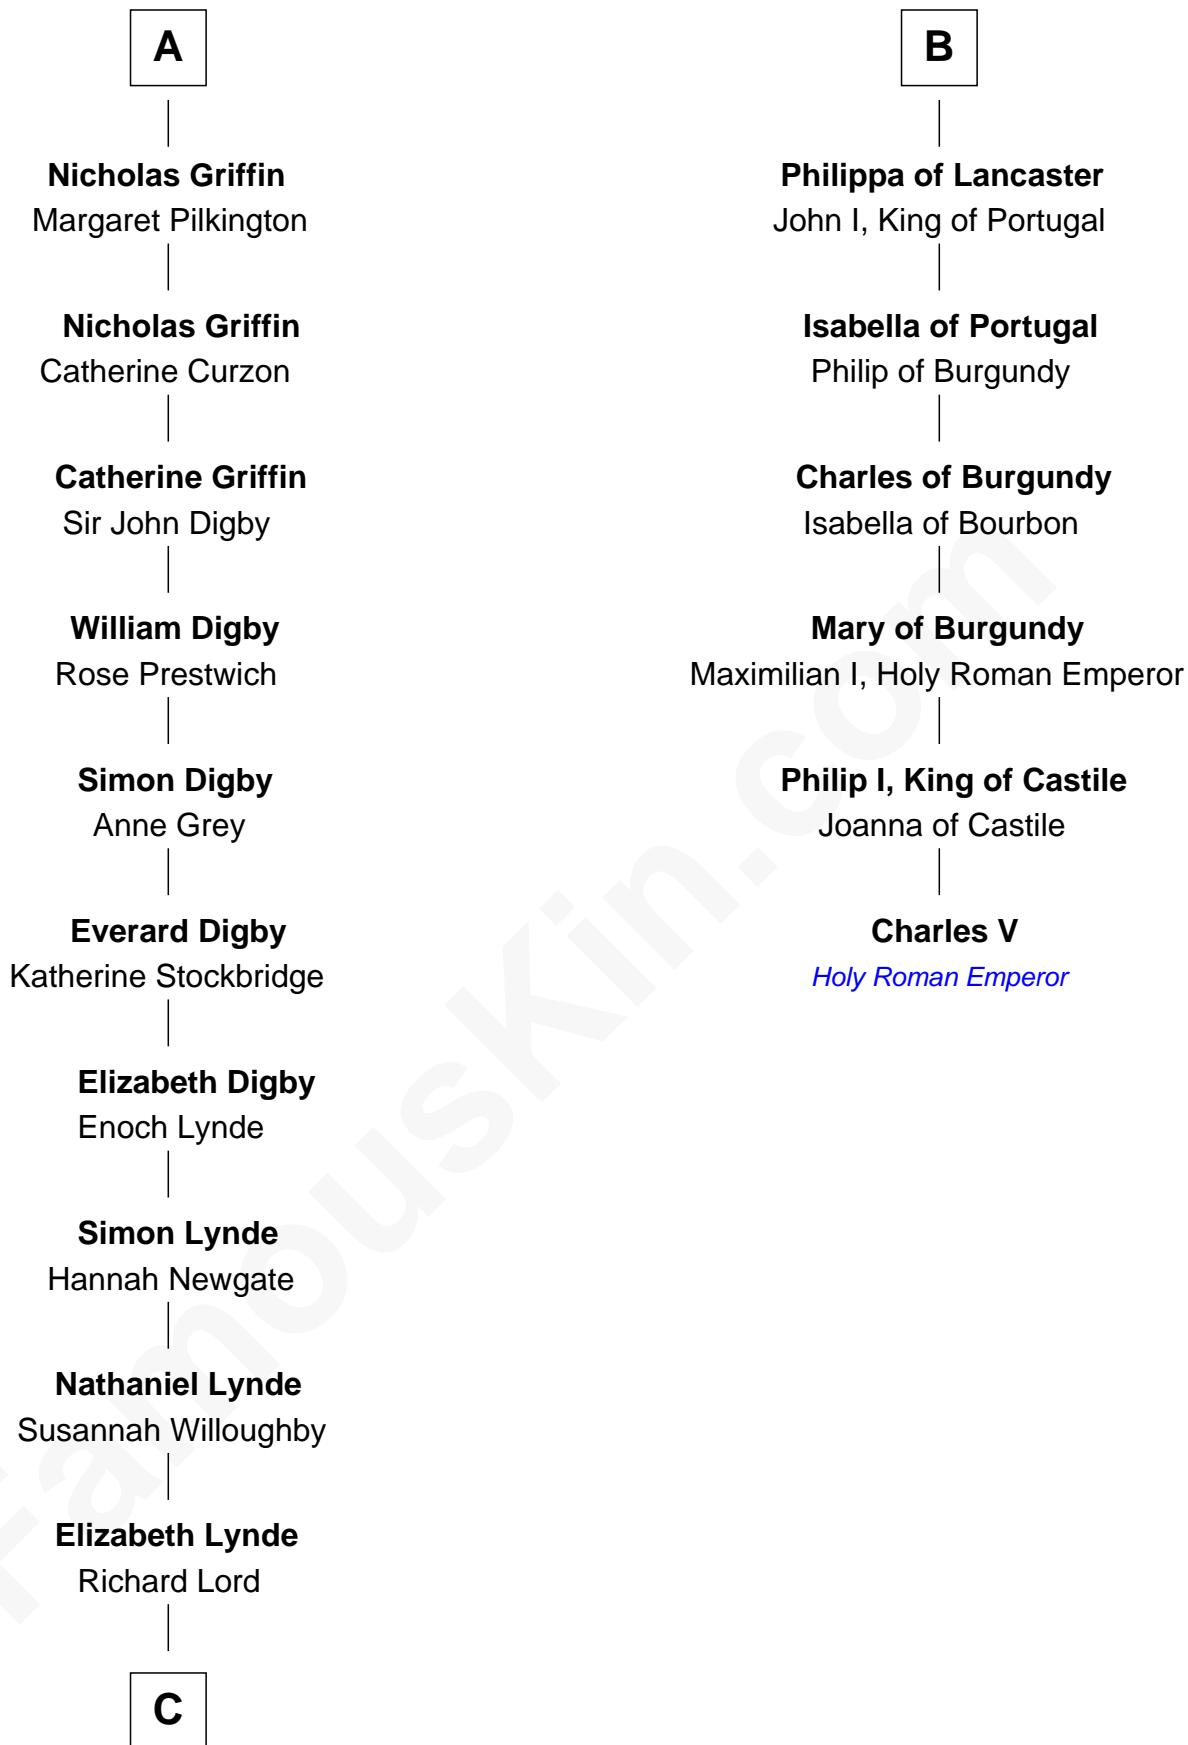 A
Nicholas Griffin
Margaret Pilkington
Nicholas Griffin
Catherine Curzon
Catherine Griffin
Sir John Digby
William Digby
Rose Prestwich
Simon Digby
Anne Grey
Everard Digby
Katherine Stockbridge
Elizabeth Digby
Enoch Lynde
Simon Lynde
Hannah Newgate
Nathaniel Lynde
Susannah Willoughby
Elizabeth Lynde
Richard Lord
C
B
Philippa of Lancaster
John I, King of Portugal
Isabella of Portugal
Philip of Burgundy
Charles of Burgundy
Isabella of Bourbon
Mary of Burgundy
Maximilian I, Holy Roman Emperor
Philip I, King of Castile
Joanna of Castile
Charles V
Holy Roman Emperor
FamousKin.com